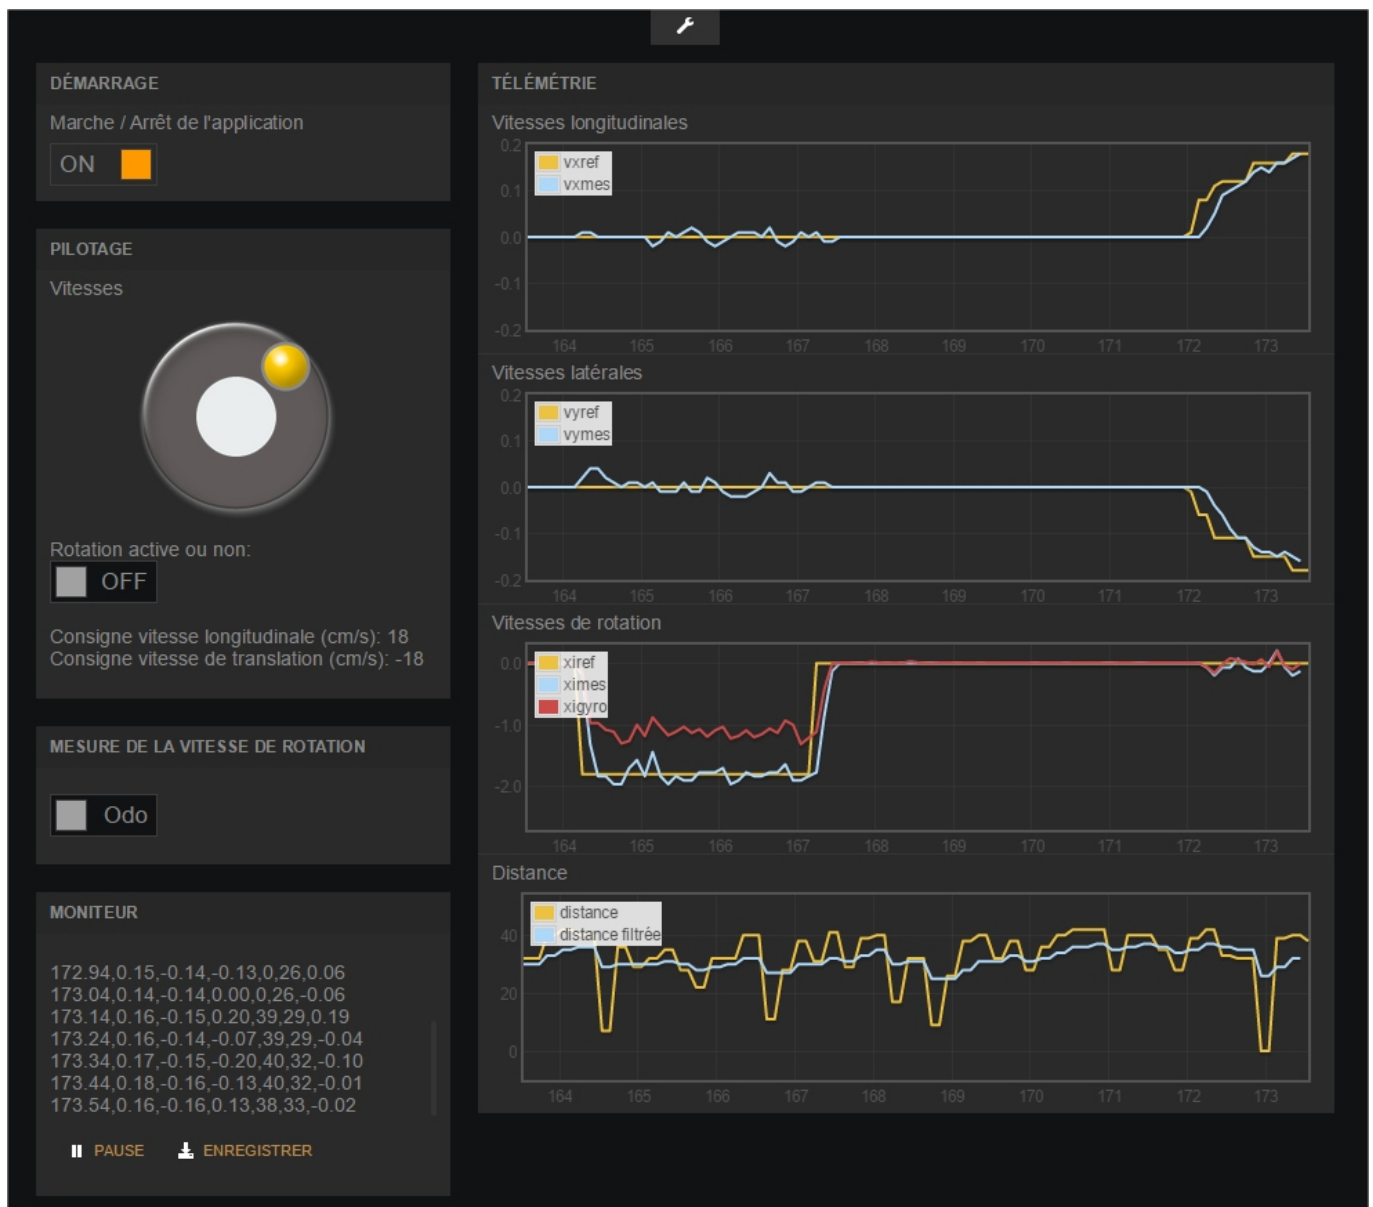 DÉMARRAGE
Marche / Arrêt de l'application
ON
PILOTAGE
Vitesses
Rotation active ou non:
OFF
Consigne vitesse longitudinale (cm/s): 18
Consigne vitesse de translation (cm/s): -18
MESURE DE LA VITESSE DE ROTATION
Odo
MONITEUR
172.94,0.15,-0.14,-0.13,0,26,0.06
173.04,0.14,-0.14,0.00,0,26,-0.06
173.14,0.16,-0.15,0.20,39,29,0.19
173.24,0.16,-0.14,-0.07,39,29,-0.04
173.34,0.17,-0.15,-0.20,40,32,-0.10
173.44,0.18,-0.16,-0.13,40,32,-0.01
173.54,0.16,-0.16,0.13,38,33,-0.02
PAUSE ENREGISTRER
TÉLÉMÉTRIE
Vitesses longitudinales
0.2
vxref
vxmes
0.1
0.0
-0.1
-0.2
164 165 166 167 168 169 170 171 172 173
Vitesses latérales
0.2
vyref
vymes
0.1
0.0
-0.1
-0.2
164 165 166 167 168 169 170 171 172 173
Vitesses de rotation
0.0
xiref
ximes
xigyro
-1.0
-2.0
164 165 166 167 168 169 170 171 172 173
Distance
distance
distance filtrée
40
20
0
164 165 166 167 168 169 170 171 172 173